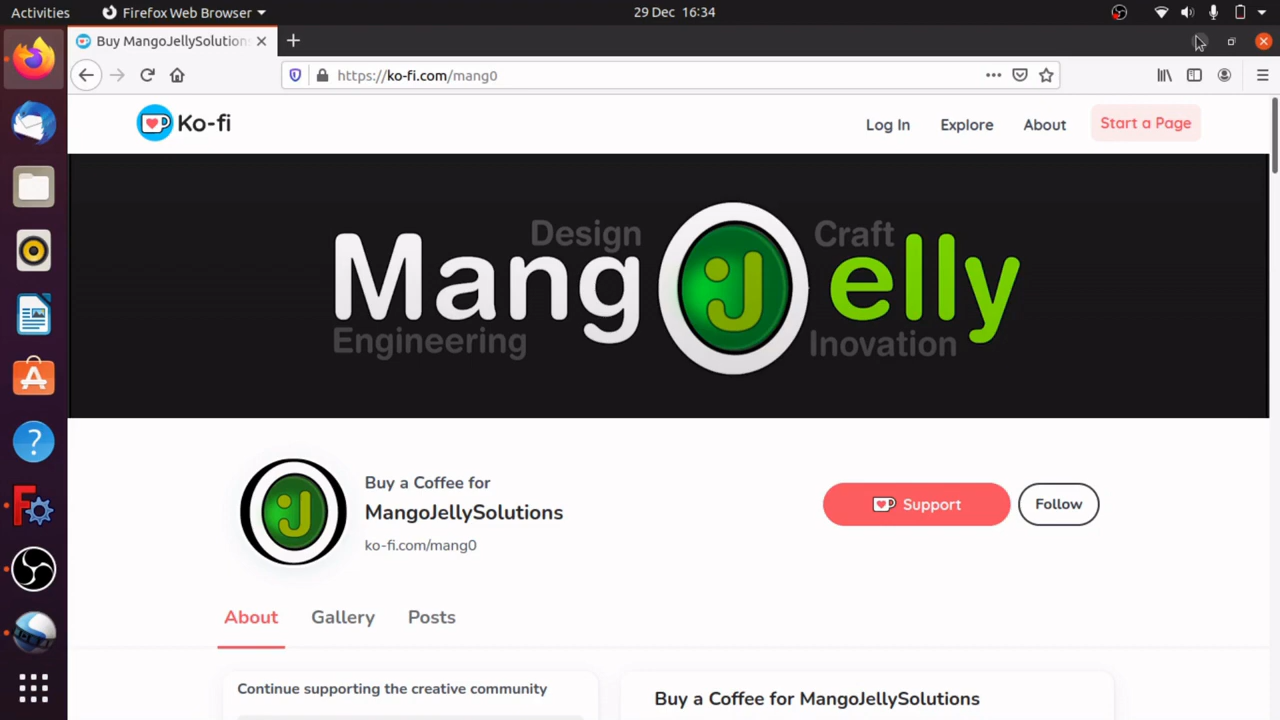 Activities
Firefox Web Browser
29 Dec 16:34
Buy MangoJellySolution
https://ko-fi.com/mang0
Ko-fi
Log In
Explore
About
Start a Page
Design
Craft
Mang J elly
Engineering
Inovation
Buy a Coffee for
MangoJellySolutions
ko-fi.com/mang0
Support
Follow
About
Gallery
Posts
Continue supporting the creative community
Buy a Coffee for MangoJellySolutions